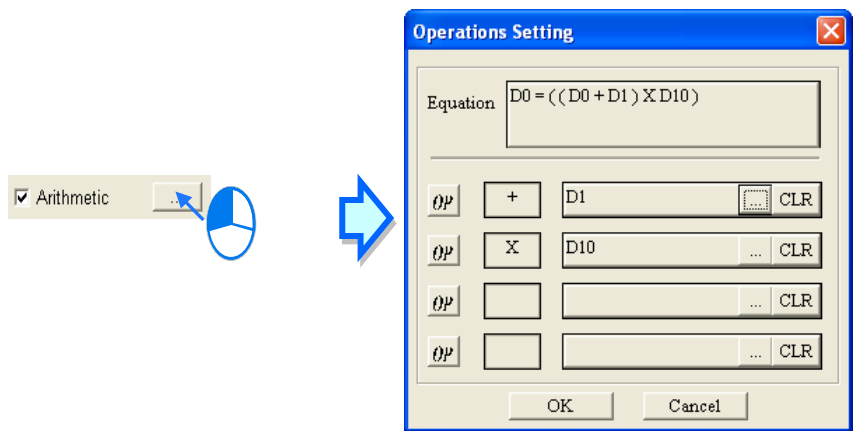 Operations Setting
Equation
D0 = ( ( D0 + D1 ) X D10 )
Arithmetic ...
OP + D1 ... CLR
OP X D10 ... CLR
OP ... CLR
OP ... CLR
OK Cancel